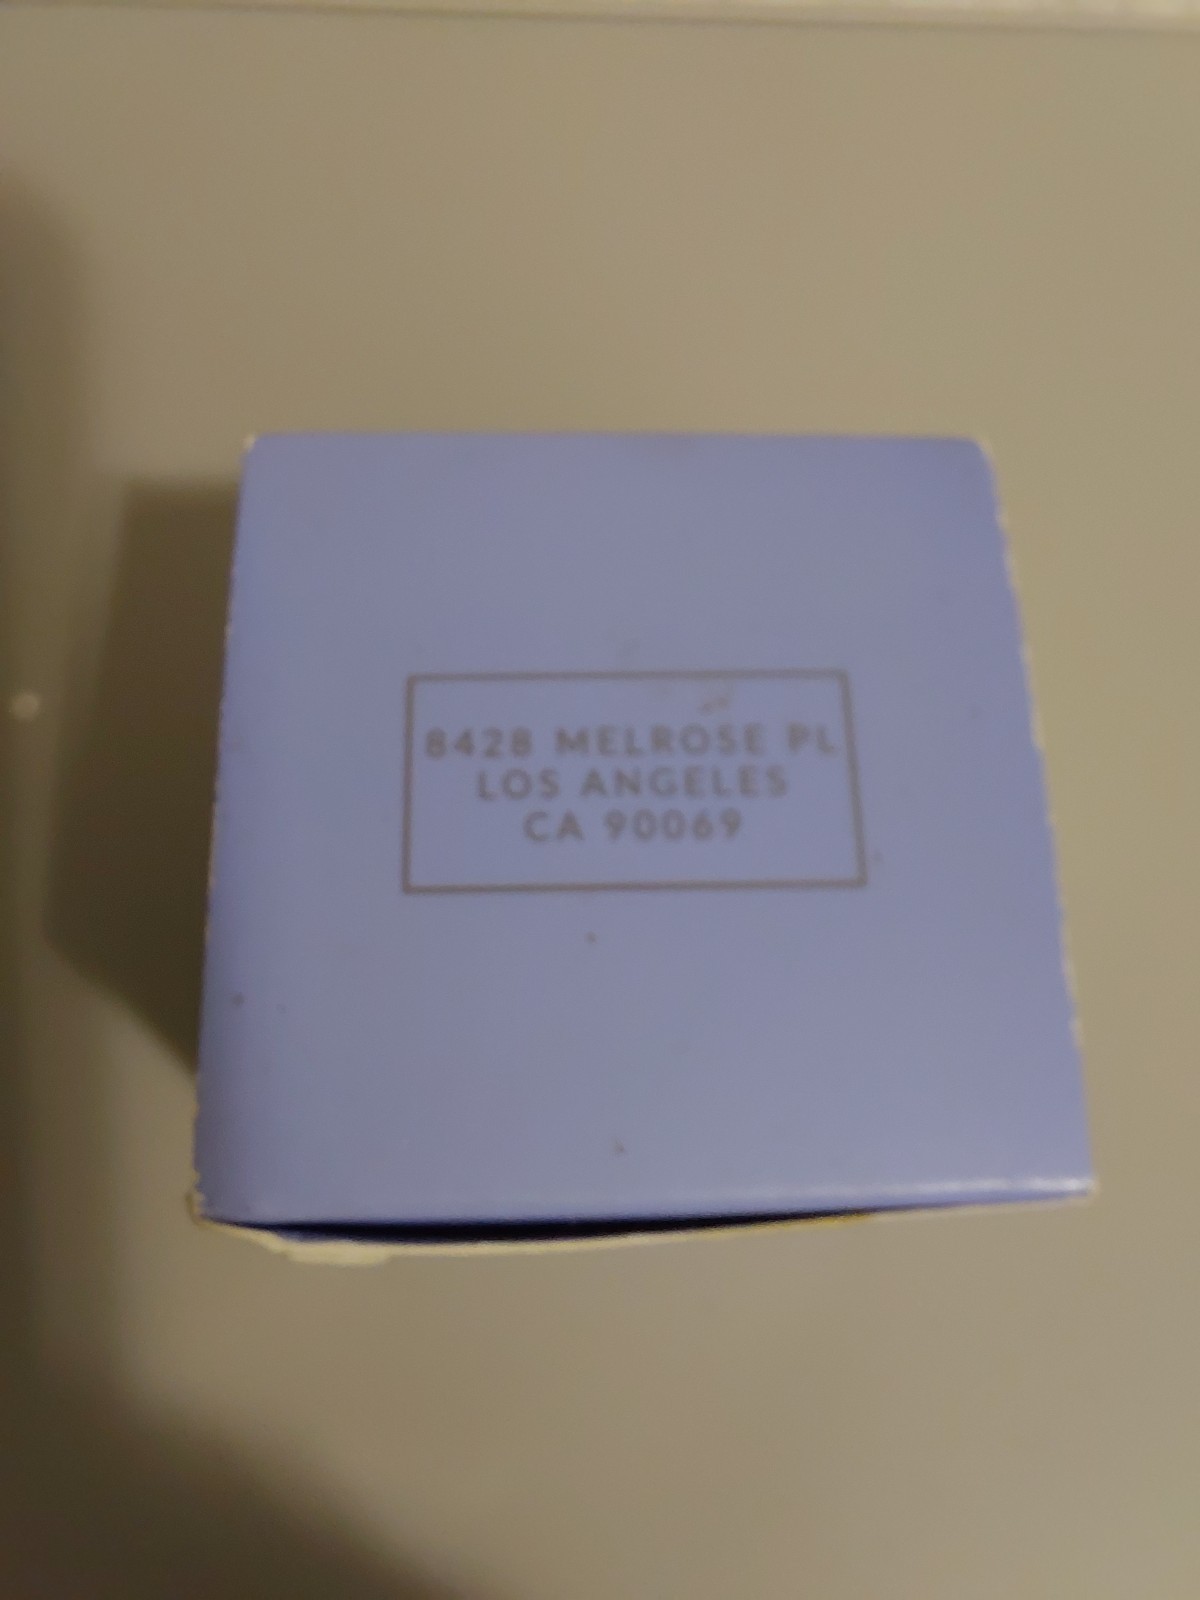 8428 MELROSE PL
LOS ANGELES
CA 90069